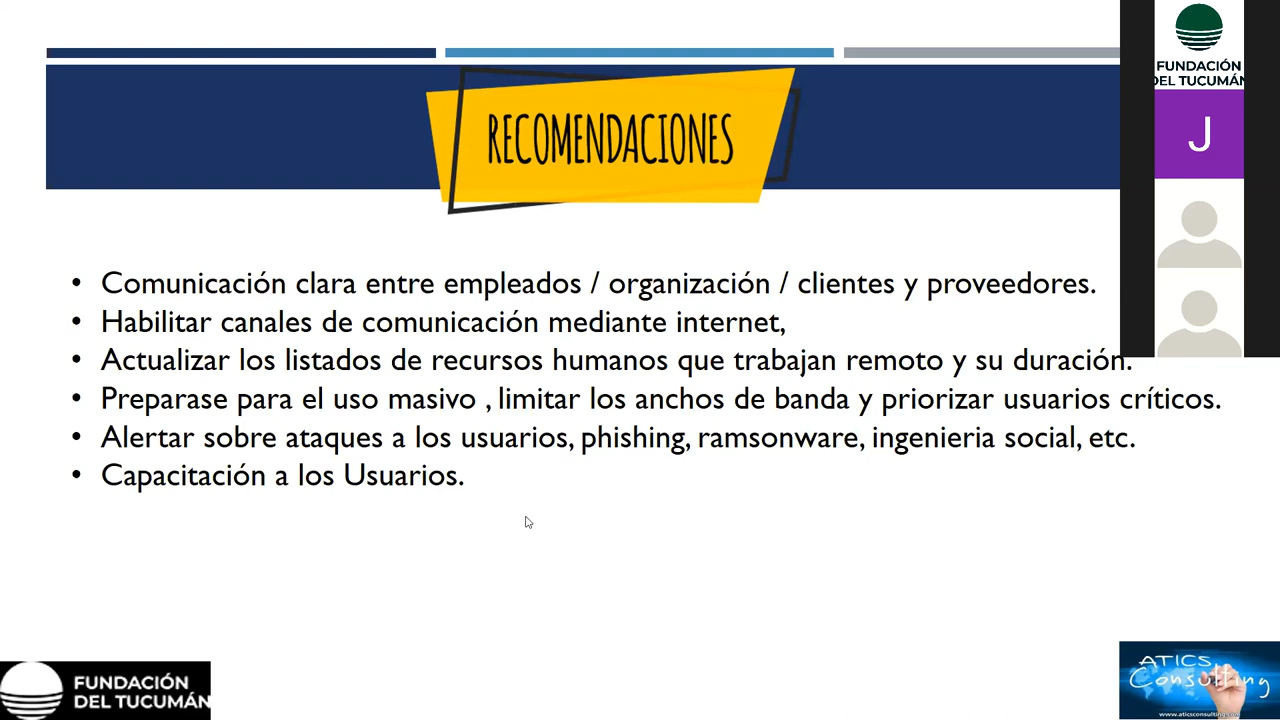 RECOMENDACIONES
FUNDACIÓN
DEL TUCUMÁN
J
• Comunicación clara entre empleados / organización / clientes y proveedores.
• Habilitar canales de comunicación mediante internet,
• Actualizar los listados de recursos humanos que trabajan remoto y su duración.
• Preparase para el uso masivo , limitar los anchos de banda y priorizar usuarios críticos.
• Alertar sobre ataques a los usuarios, phishing, ramsonware, ingenieria social, etc.
• Capacitación a los Usuarios.
FUNDACIÓN
DEL TUCUMÁN
ATICS
Consulting